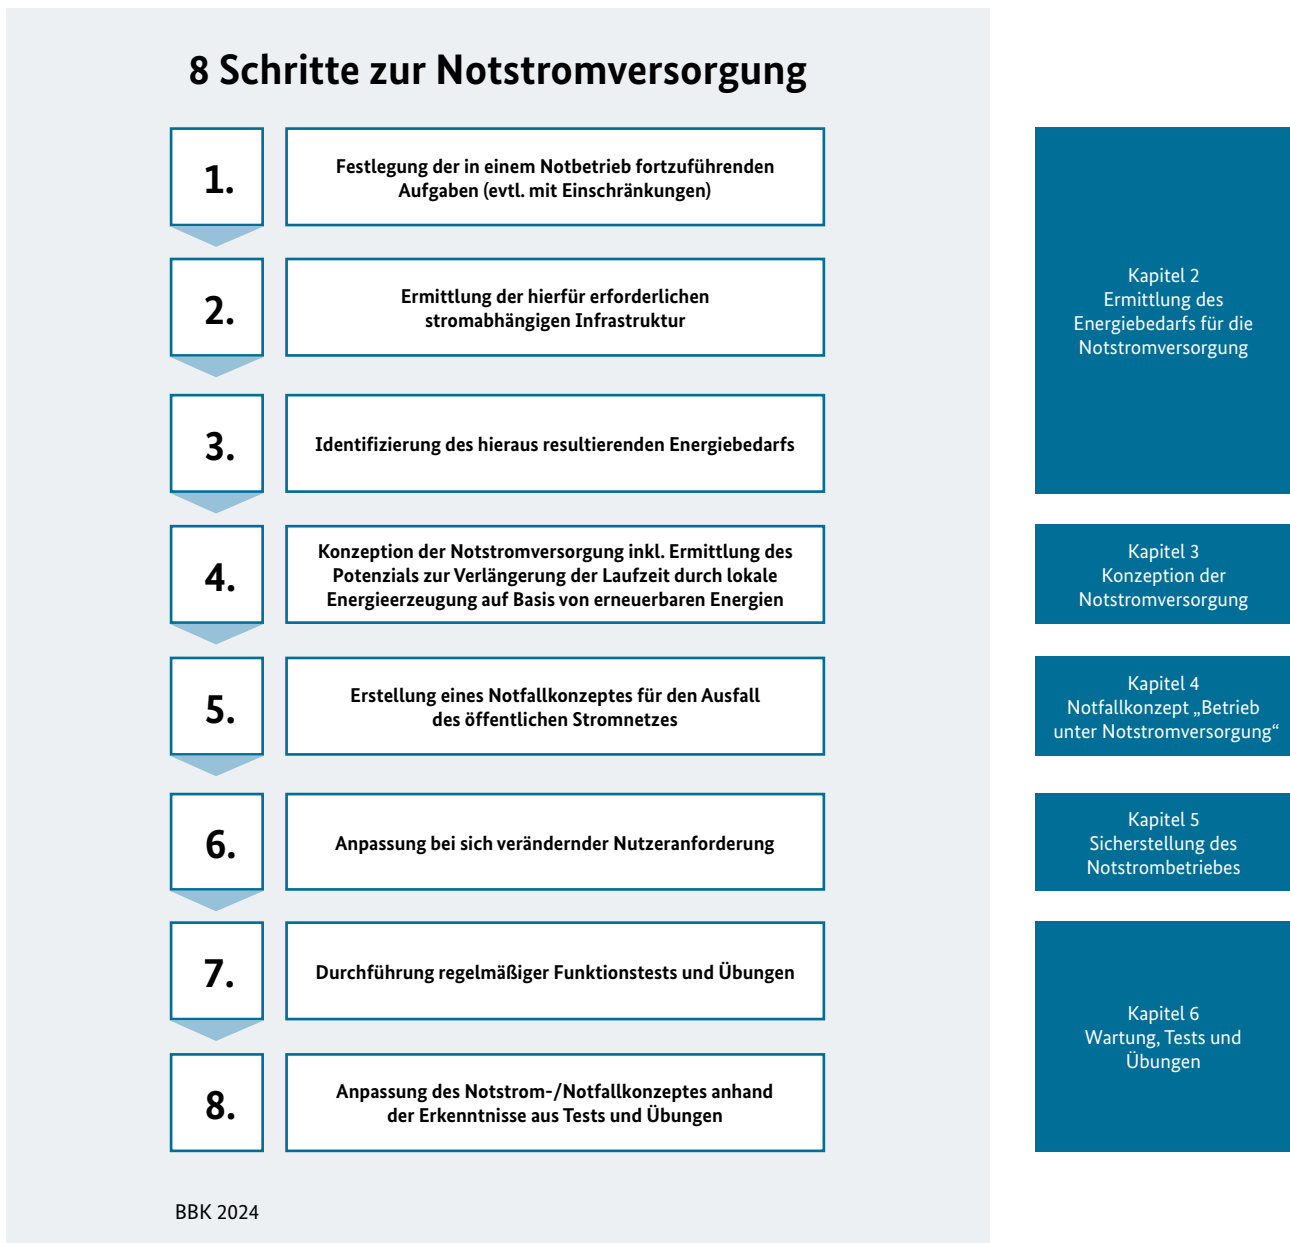 8 Schritte zur Notstromversorgung
1.
Festlegung der in einem Notbetrieb fortzuführenden
Aufgaben (evtl. mit Einschränkungen)
2.
Ermittlung der hierfür erforderlichen
stromabhängigen Infrastruktur
3.
Identifizierung des hieraus resultierenden Energiebedarfs
Kapitel 2
Ermittlung des
Energiebedarfs für die
Notstromversorgung
4.
Konzeption der Notstromversorgung inkl. Ermittlung des
Potenzials zur Verlängerung der Laufzeit durch lokale
Energieerzeugung auf Basis von erneuerbaren Energien
Kapitel 3
Konzeption der
Notstromversorgung
5.
Erstellung eines Notfallkonzeptes für den Ausfall
des öffentlichen Stromnetzes
Kapitel 4
Notfallkonzept „Betrieb
unter Notstromversorgung“
6.
Anpassung bei sich verändernder Nutzeranforderung
Kapitel 5
Sicherstellung des
Notstrombetriebes
7.
Durchführung regelmäßiger Funktionstests und Übungen
8.
Anpassung des Notstrom-/Notfallkonzeptes anhand
der Erkenntnisse aus Tests und Übungen
Kapitel 6
Wartung, Tests und
Übungen
BBK 2024